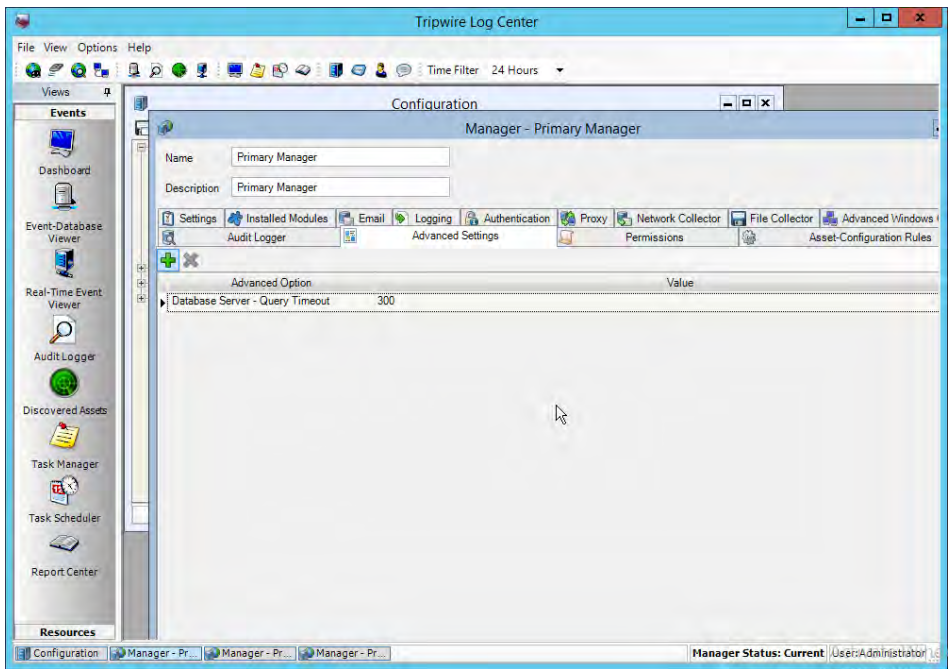 Tripwire Log Center
File View Options Help
Time Filter 24 Hours
Views
Events
Dashboard
Event-Database
Viewer
Real-Time Event
Viewer
Audit Logger
Discovered Assets
Task Manager
Task Scheduler
Report Center
Resources
Configuration
Manager - Primary Manager
Name Primary Manager
Description Primary Manager
Settings Installed Modules Email Logging Authentication Proxy Network Collector File Collector Advanced Windows
Audit Logger Advanced Settings Permissions Asset-Configuration Rules
Advanced Option Value
Database Server - Query Timeout 300
Configuration Manager - Pr... Manager - Pr... Manager - Pr... Manager Status: Current User:Administrator